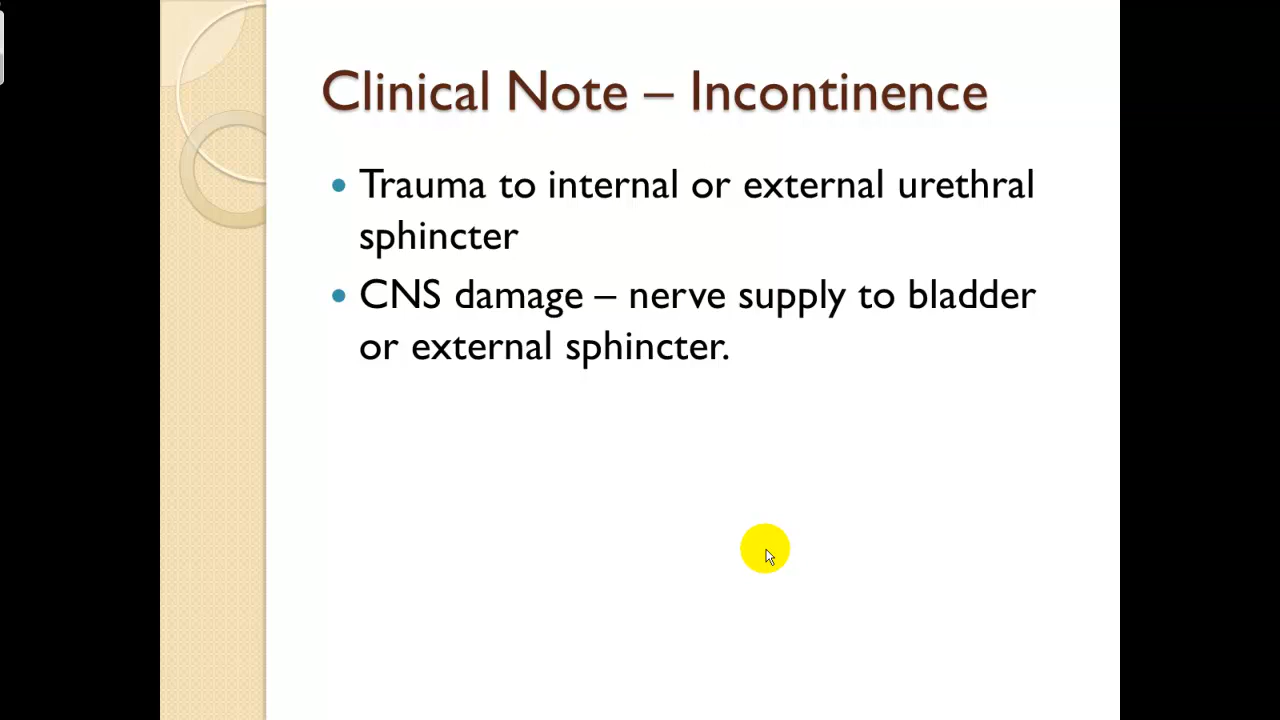 Clinical Note – Incontinence
• Trauma to internal or external urethral
sphincter
• CNS damage – nerve supply to bladder
or external sphincter.